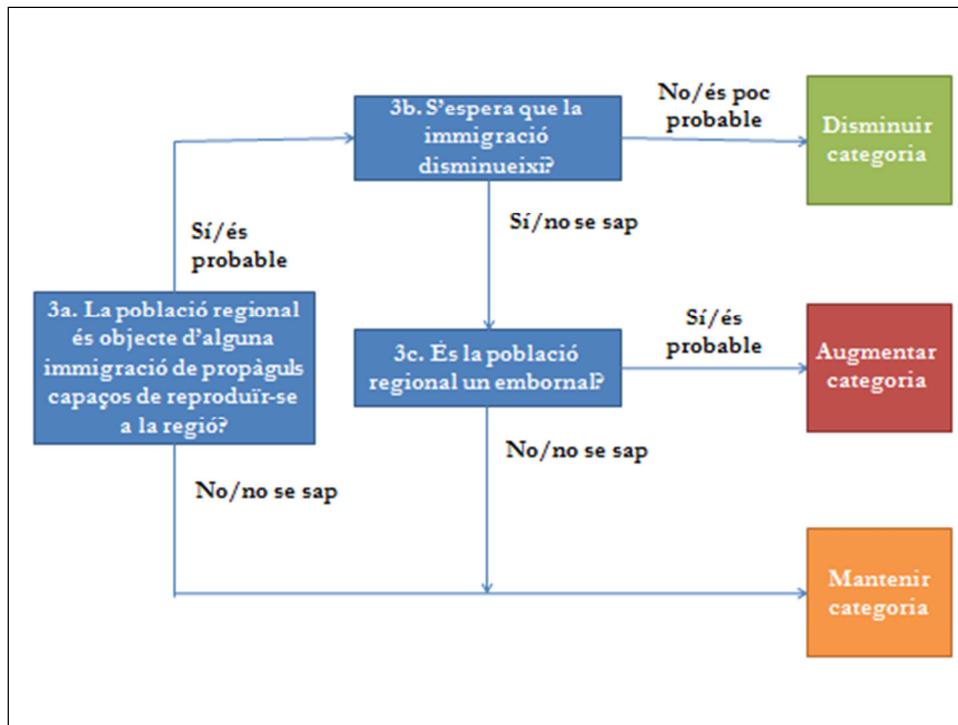 3b. S'espera que la
immigració
disminueixi?
No/és poc
probable
Disminuir
categoria
Sí/és
probable
Sí/no se sap
3a. La població regional
és objecte d'alguna
immigració de propàguls
capaços de reproduïr-se
a la regió?
3c. És la població
regional un embornal?
Sí/és
probable
Augmentar
categoria
No/no se sap
No/no se sap
Mantenir
categoria